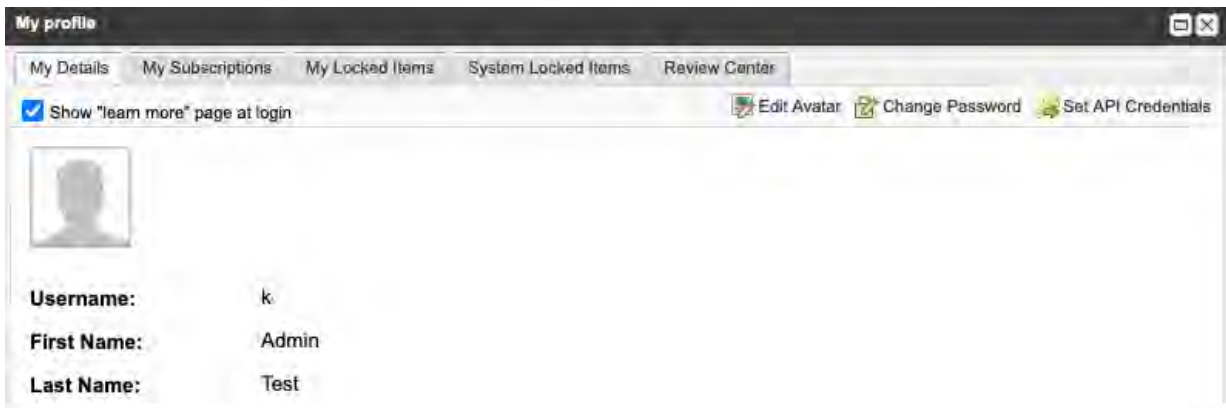 My profile
My Details My Subscriptions My Locked Items System Locked Items Review Center
Show "learn more" page at login Edit Avatar Change Password Set API Credentials
Username: k
First Name: Admin
Last Name: Test